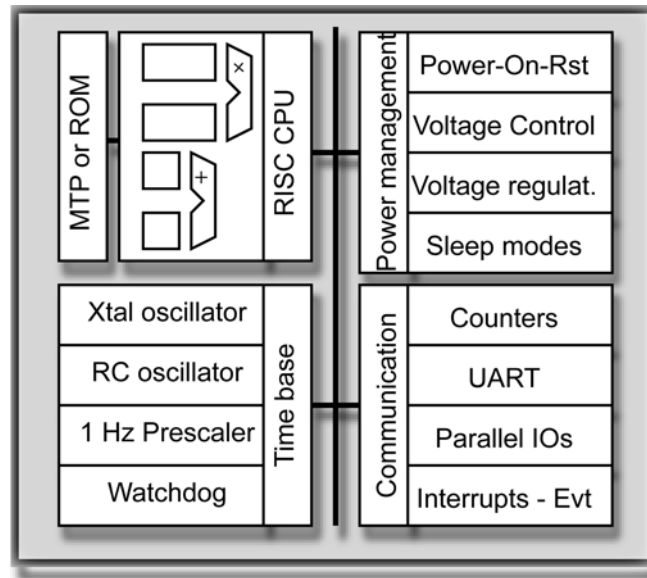 MTP or ROM
×
+
RISC CPU
Power management
Power-On-Rst
Voltage Control
Voltage regulat.
Sleep modes
Xtal oscillator
RC oscillator
1 Hz Prescaler
Watchdog
Time base
Communication
Counters
UART
Parallel IOs
Interrupts - Evt